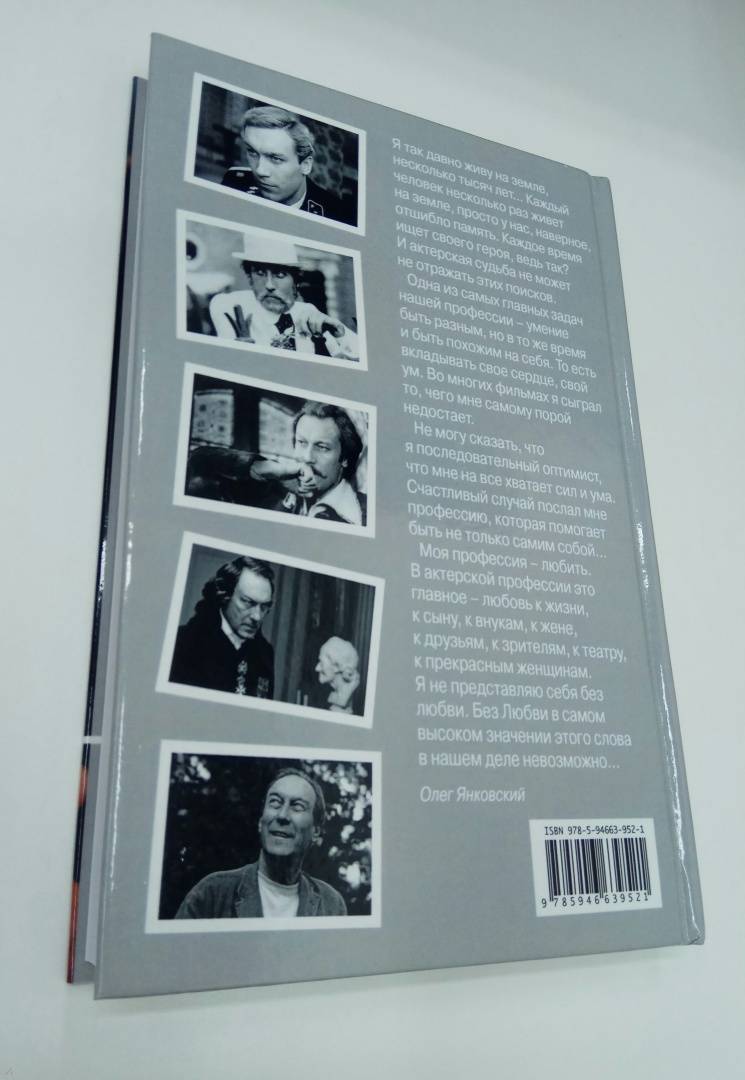 Я так давно живу на земле,
несколько тысяч лет... Каждый
человек несколько раз живет
на земле, просто у нас, наверное,
отшибло память. Каждое время
ищет своего героя, ведь так?
И актерская судьба не может
не отражать этих поисков.
Одна из самых главных задач
нашей профессии – умение
быть разным, но в то же время
и быть похожим на себя. То есть
вкладывать свое сердце, свой
ум. Во многих фильмах я сыграл
то, чего мне самому порой
недостает.
Не могу сказать, что
я последовательный оптимист,
что мне на все хватает сил и ума.
Счастливый случай послал мне
профессию, которая помогает
быть не только самим собой...
Моя профессия – любить.
В актерской профессии это
главное – любовь к жизни,
к сыну, к внукам, к жене,
к друзьям, к зрителям, к театру,
к прекрасным женщинам.
Я не представляю себя без
любви. Без Любви в самом
высоком значении этого слова
в нашем деле невозможно...
Олег Янковский
ISBN 978-5-94663-952-1
9 785946 639521